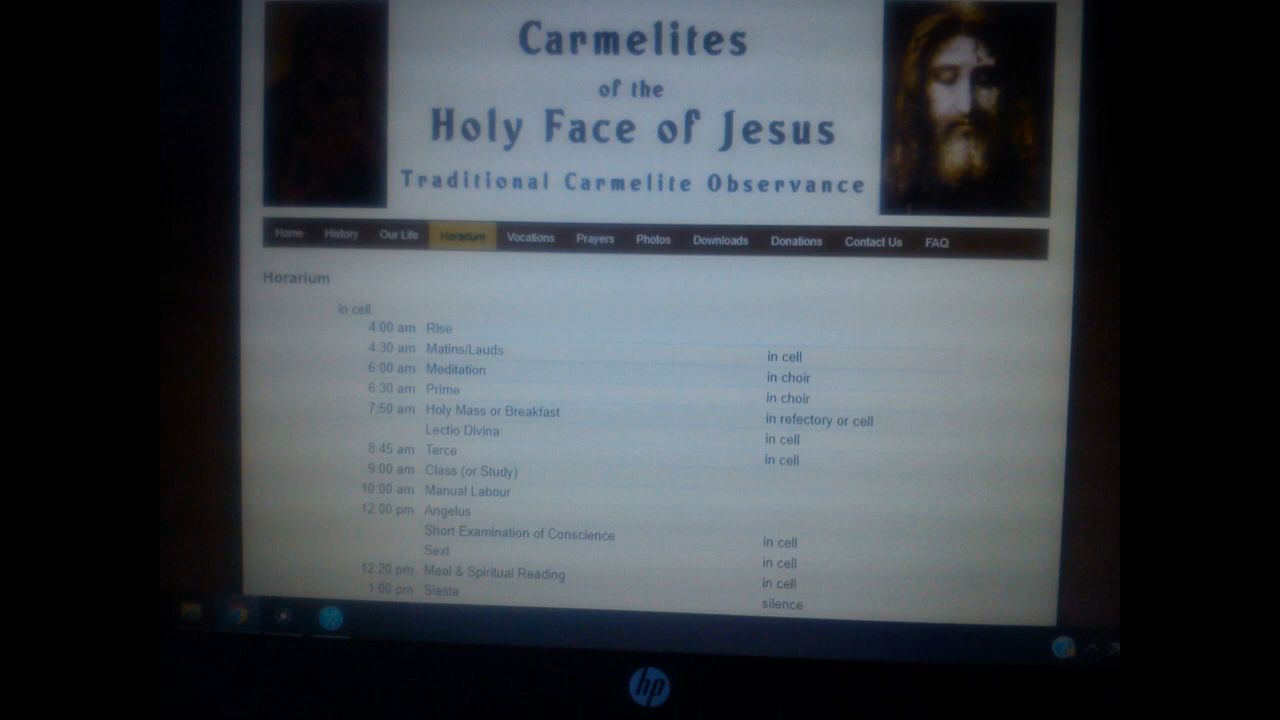 Carmelites
of the
Holy Face of Jesus
Traditional Carmelite Observance
Home History Our Life Horarium Vocations Prayers Photos Downloads Donations Contact Us FAQ
Horarium
in cell
4:00 am Rise
4:30 am Matins/Lauds in cell
6:00 am Meditation in choir
6:30 am Prime in choir
7:50 am Holy Mass or Breakfast in refectory or cell
Lectio Divina in cell
8:45 am Terce in cell
9:00 am Class (or Study)
10:00 am Manual Labour
12:00 pm Angelus
Short Examination of Conscience in cell
Sext in cell
12:20 pm Meal & Spiritual Reading in cell
1:00 pm Siesta silence
hp